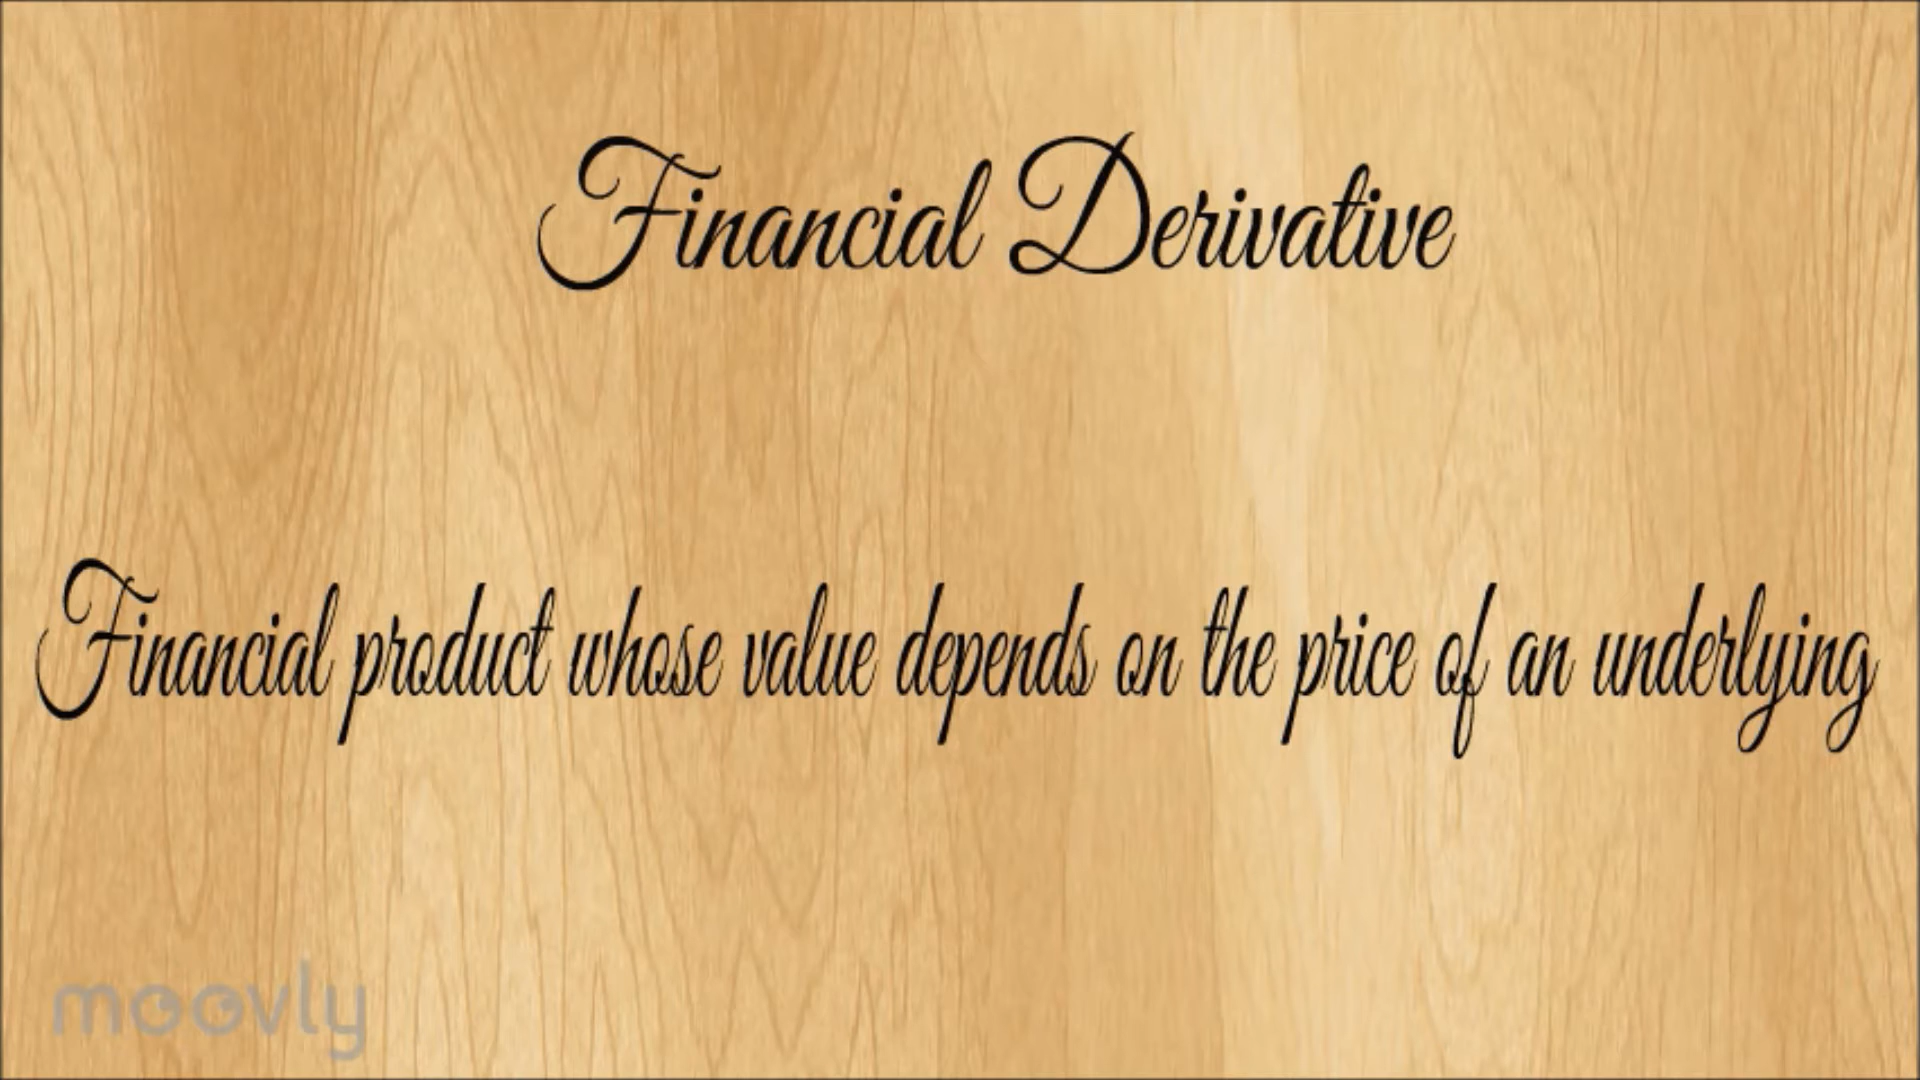 Financial Derivative
Financial product whose value depends on the price of an underlying
moovly